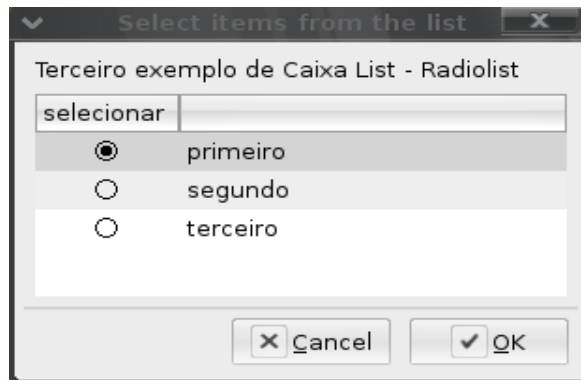 Select items from the list
Terceiro exemplo de Caixa List - Radiolist
selecionar
primeiro
segundo
terceiro
Cancel
OK